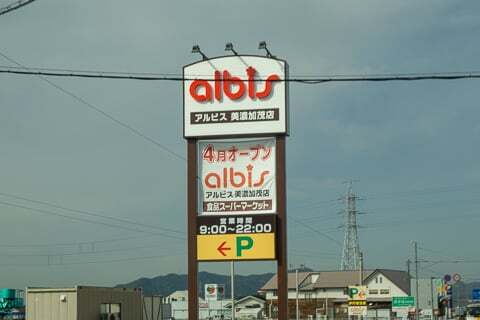 albis
アルビス 美濃加茂店
4月オープン
albis
アルビス 美濃加茂店
食品スーパーマーケット
営業時間
9:00～22:00
←P
P